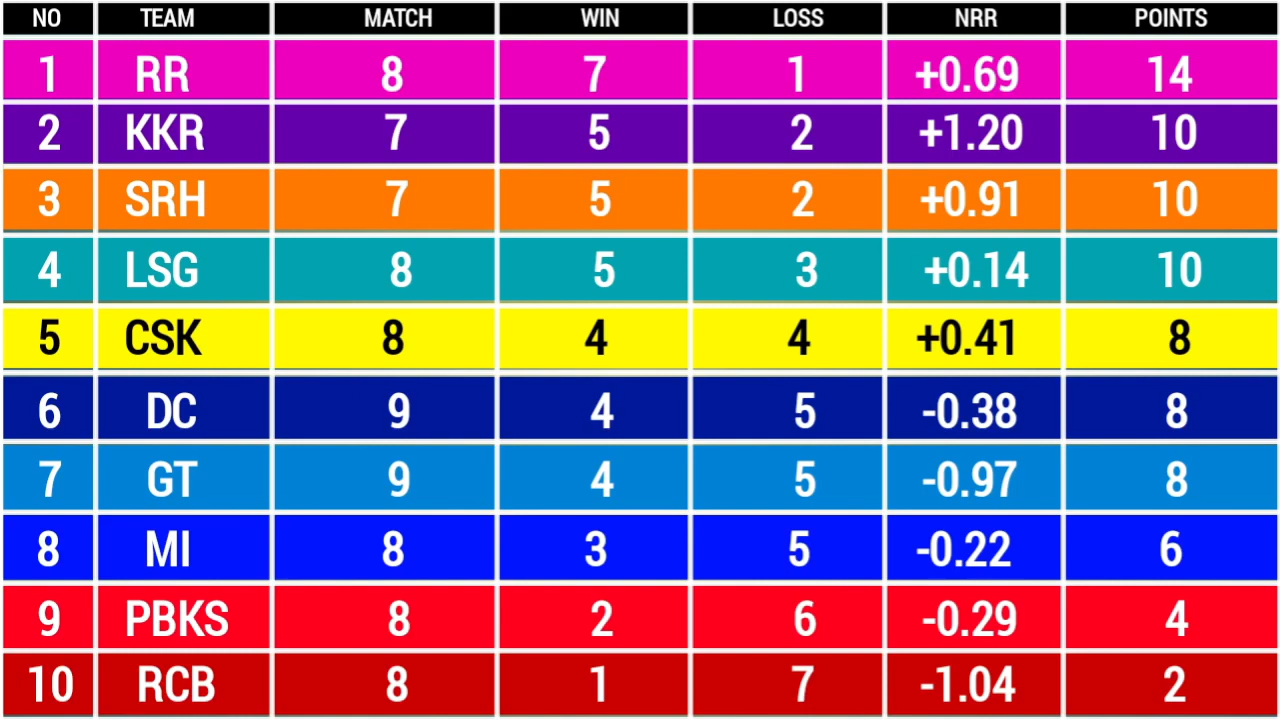 NO TEAM MATCH WIN LOSS NRR POINTS
1 RR 8 7 1 +0.69 14
2 KKR 7 5 2 +1.20 10
3 SRH 7 5 2 +0.91 10
4 LSG 8 5 3 +0.14 10
5 CSK 8 4 4 +0.41 8
6 DC 9 4 5 -0.38 8
7 GT 9 4 5 -0.97 8
8 MI 8 3 5 -0.22 6
9 PBKS 8 2 6 -0.29 4
10 RCB 8 1 7 -1.04 2